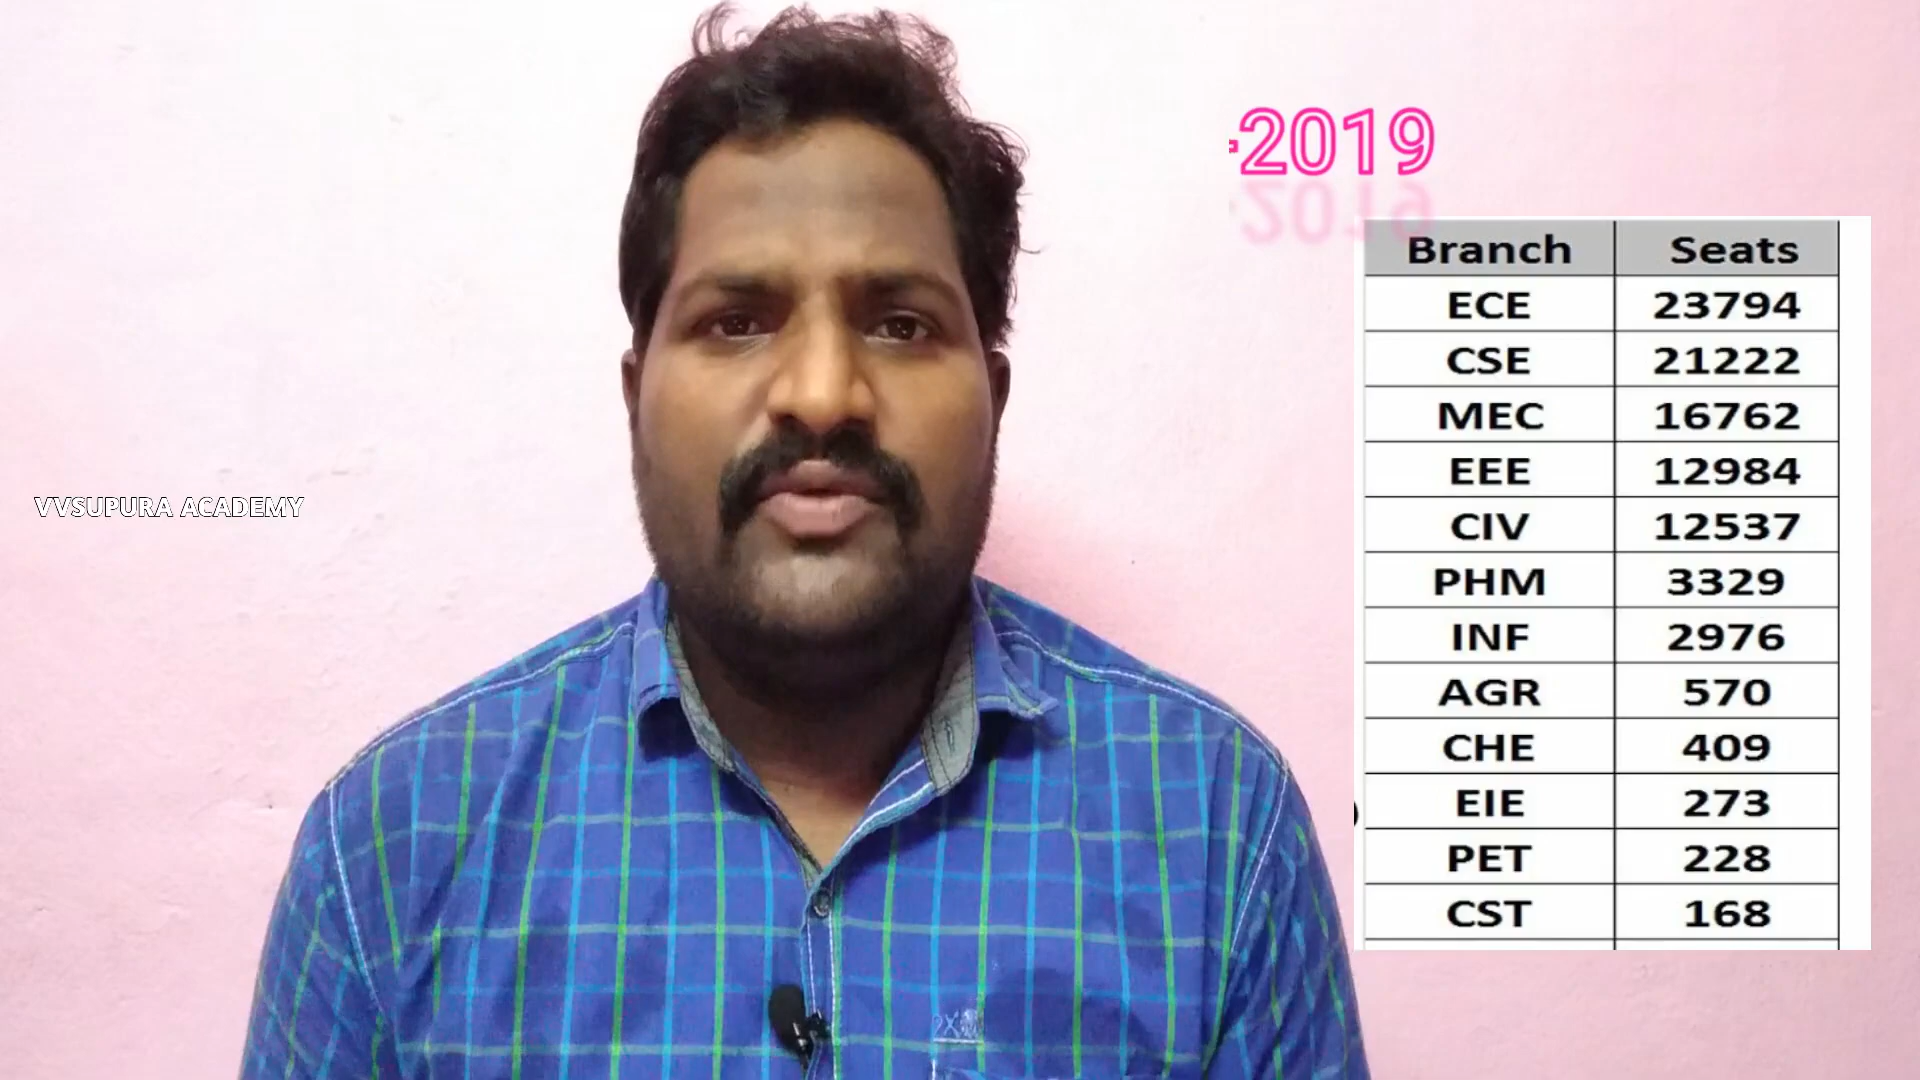 -2019
VVSUPURA ACADEMY
Branch Seats
ECE 23794
CSE 21222
MEC 16762
EEE 12984
CIV 12537
PHM 3329
INF 2976
AGR 570
CHE 409
EIE 273
PET 228
CST 168